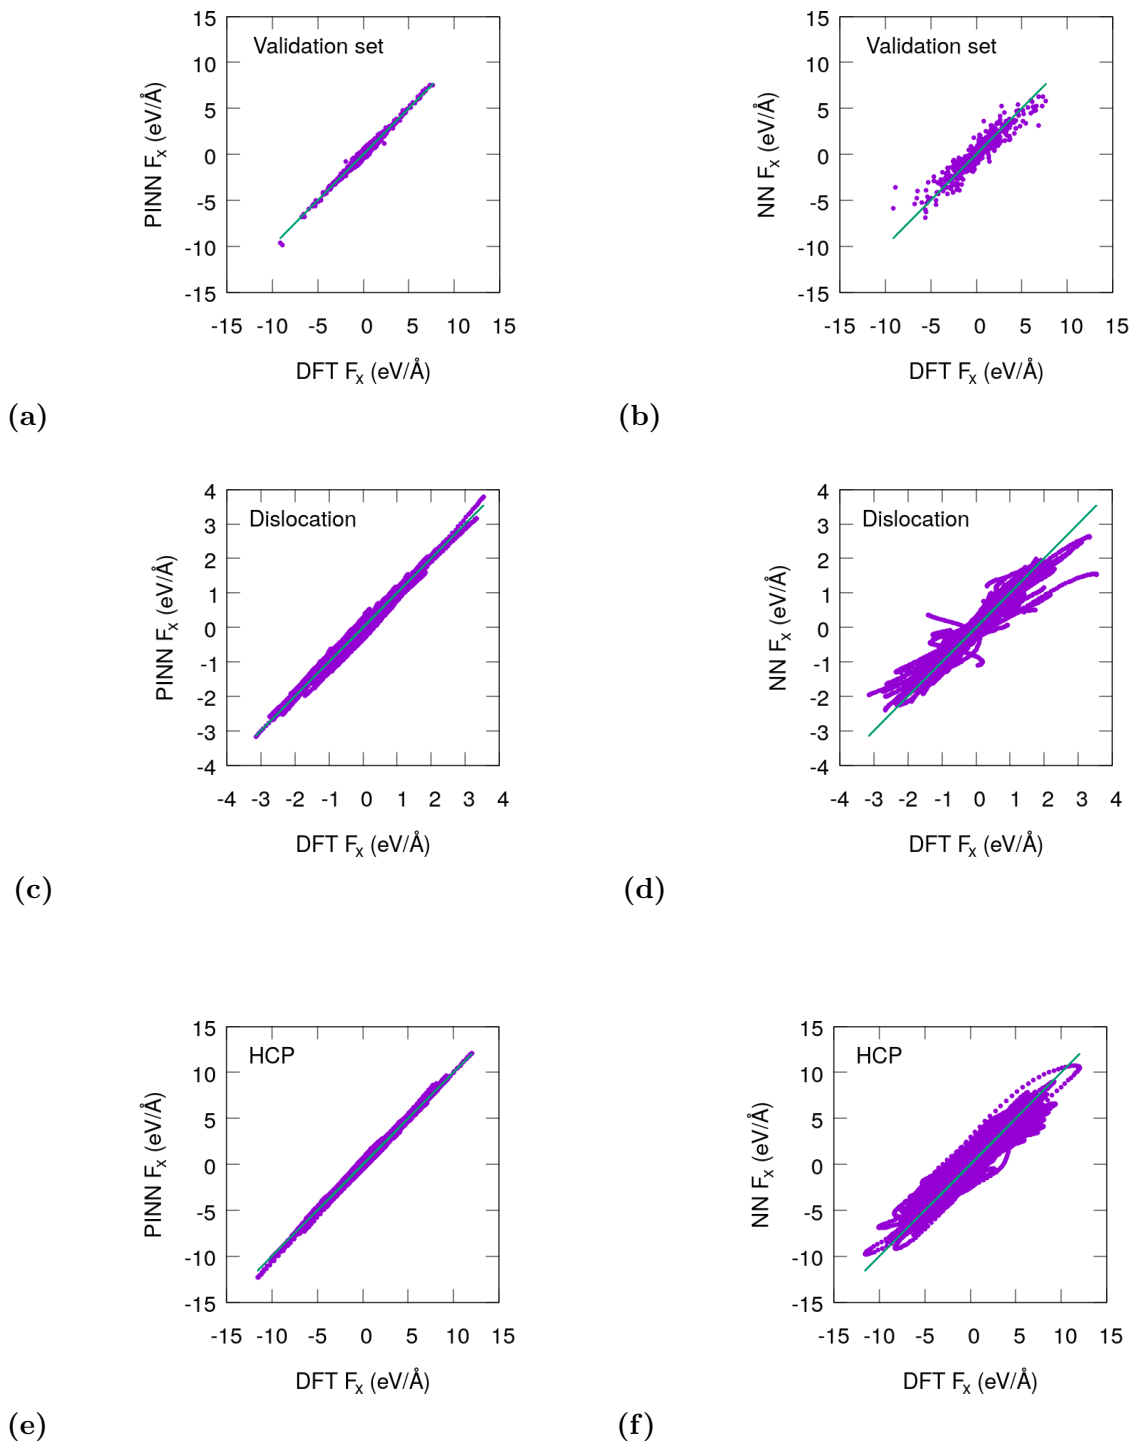 15
10
5
0
-5
-10
-15
PINN Fx (eV/Å)
Validation set
-15 -10 -5 0 5 10 15
DFT Fx (eV/Å)
(a)
15
10
5
0
-5
-10
-15
NN Fx (eV/Å)
Validation set
-15 -10 -5 0 5 10 15
DFT Fx (eV/Å)
(b)
4
3
2
1
0
-1
-2
-3
-4
PINN Fx (eV/Å)
Dislocation
-4 -3 -2 -1 0 1 2 3 4
DFT Fx (eV/Å)
(c)
4
3
2
1
0
-1
-2
-3
-4
NN Fx (eV/Å)
Dislocation
-4 -3 -2 -1 0 1 2 3 4
DFT Fx (eV/Å)
(d)
15
10
5
0
-5
-10
-15
PINN Fx (eV/Å)
HCP
-15 -10 -5 0 5 10 15
DFT Fx (eV/Å)
(e)
15
10
5
0
-5
-10
-15
NN Fx (eV/Å)
HCP
-15 -10 -5 0 5 10 15
DFT Fx (eV/Å)
(f)